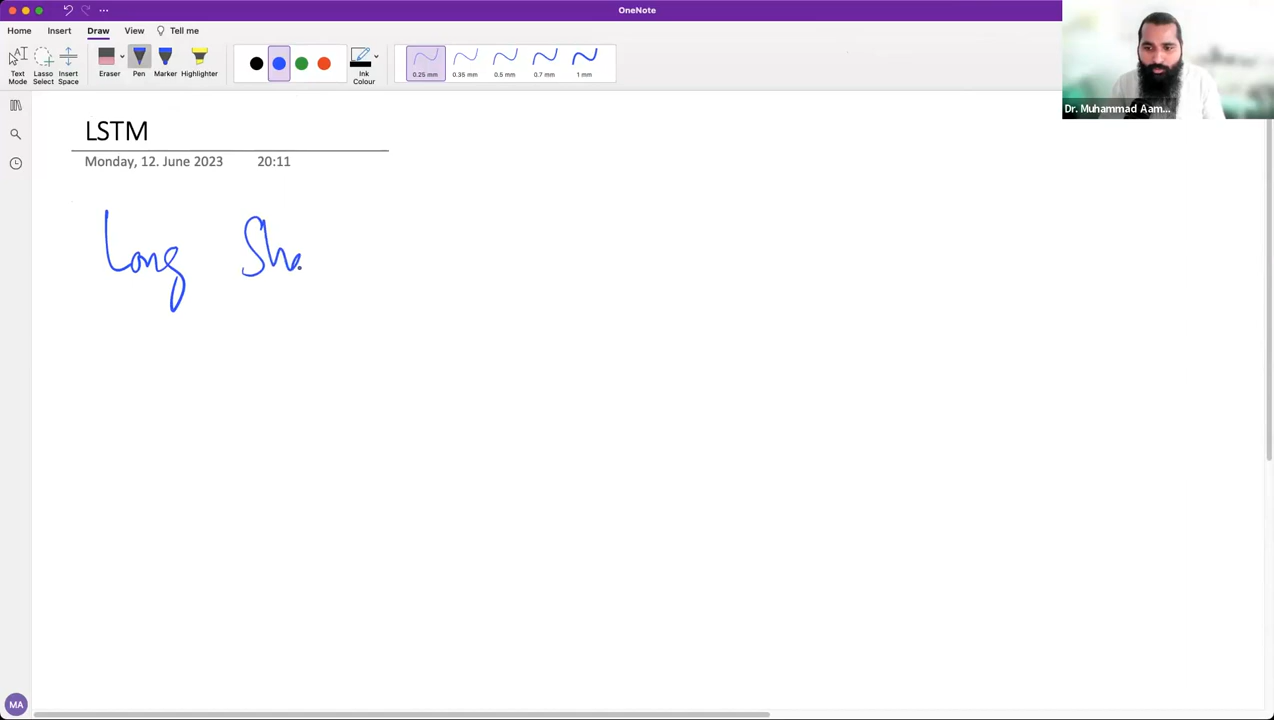 OneNote
Home Insert Draw View Tell me
Text Mode Lasso Select Insert Space Eraser Pen Marker Highlighter Ink Colour 0.25 mm 0.35 mm 0.5 mm 0.7 mm 1 mm
Dr. Muhammad Aam...
LSTM
Monday, 12. June 2023 20:11
Long Sho
MA